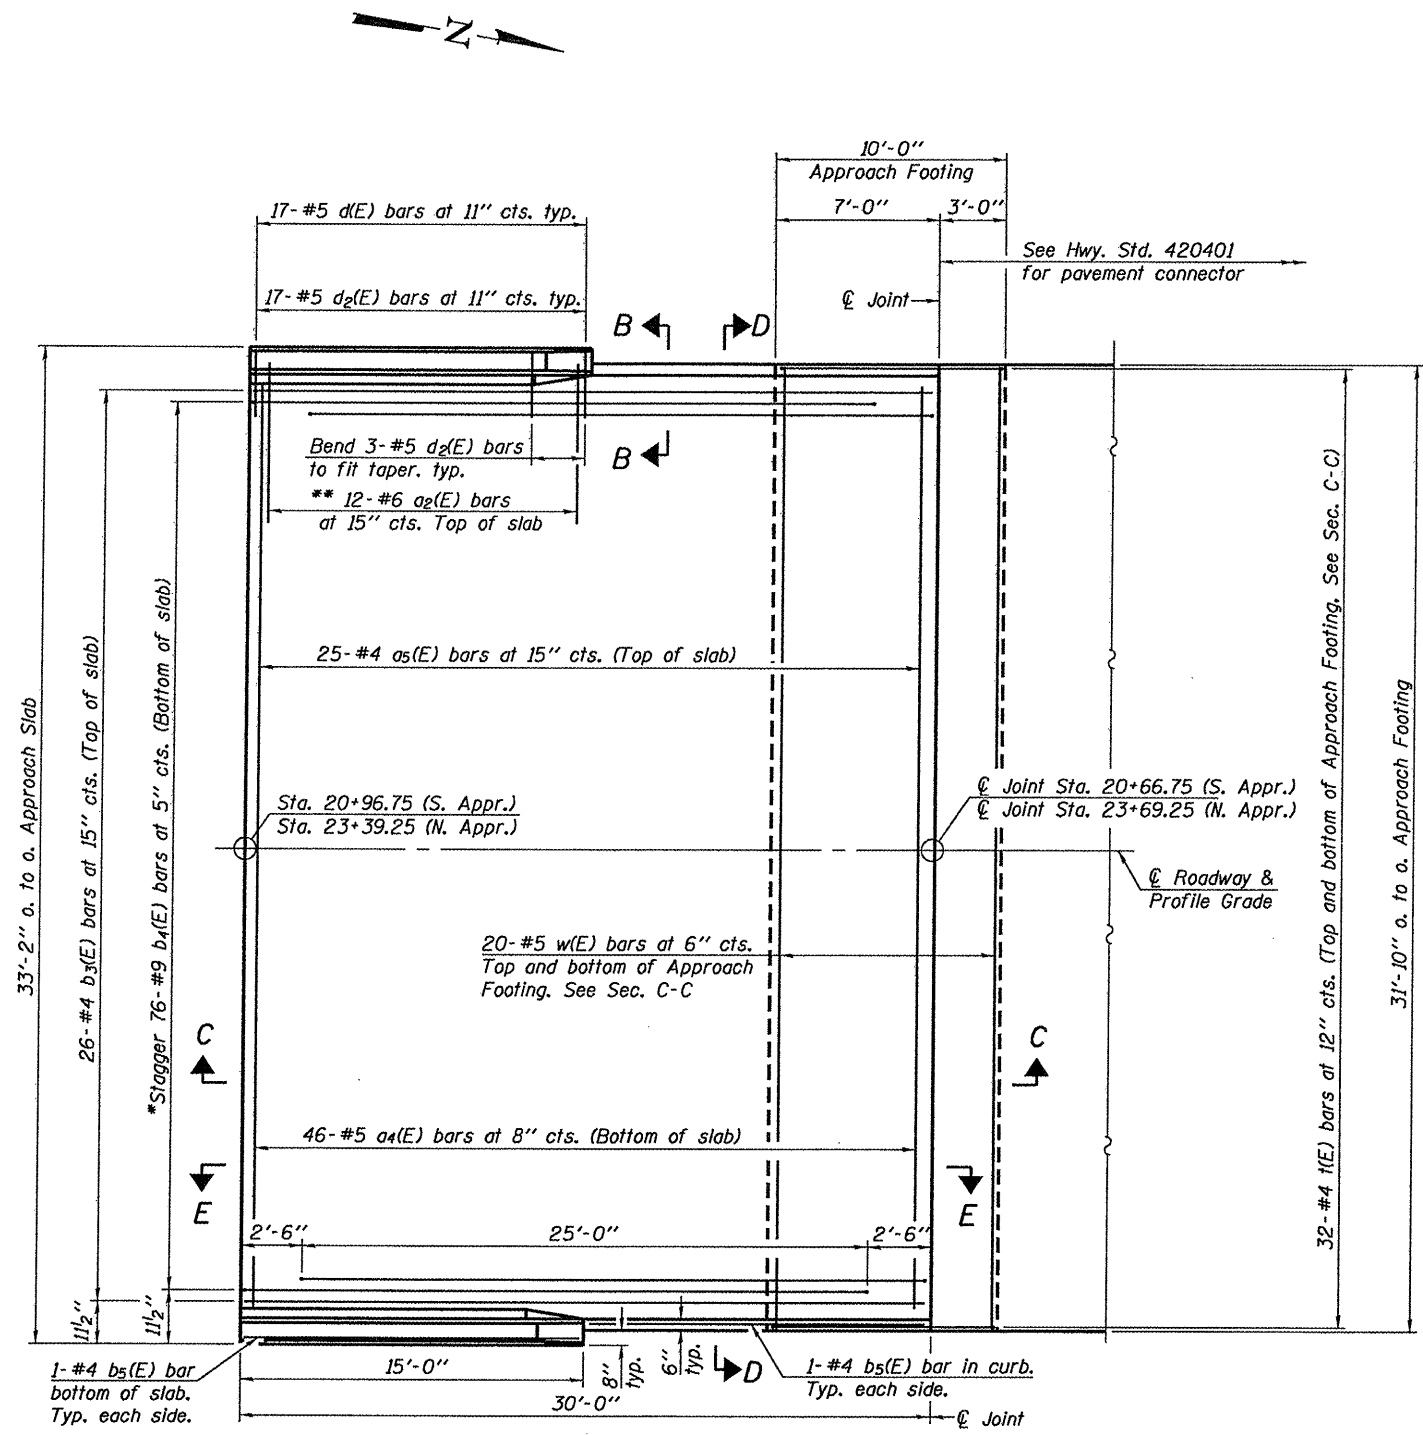 N
10'-0"
Approach Footing
17-#5 d(E) bars at 11" cts. typ.
7'-0"
3'-0"
See Hwy. Std. 420401
for pavement connector
17-#5 d2(E) bars at 11" cts. typ.
℄ Joint
B
D
Bend 3-#5 d2(E) bars
to fit taper. typ.
B
** 12-#6 a2(E) bars
at 15" cts. Top of slab
25-#4 a5(E) bars at 15" cts. (Top of slab)
33'-2" o. to o. Approach Slab
26-#4 b3(E) bars at 15" cts. (Top of slab)
*Stagger 76-#9 b4(E) bars at 5" cts. (Bottom of slab)
32-#4 t(E) bars at 12" cts. (Top and bottom of Approach Footing. See Sec. C-C)
31'-10" o. to o. Approach Footing
Sta. 20+96.75 (S. Appr.)
Sta. 23+39.25 (N. Appr.)
℄ Joint Sta. 20+66.75 (S. Appr.)
℄ Joint Sta. 23+69.25 (N. Appr.)
℄ Roadway &
Profile Grade
20-#5 w(E) bars at 6" cts.
Top and bottom of Approach
Footing. See Sec. C-C
C
C
46-#5 a4(E) bars at 8" cts. (Bottom of slab)
E
E
2'-6"
25'-0"
2'-6"
11½"
11½"
1-#4 b5(E) bar
bottom of slab.
Typ. each side.
15'-0"
8"
typ.
6"
typ.
D
1-#4 b5(E) bar in curb.
Typ. each side.
30'-0"
℄ Joint